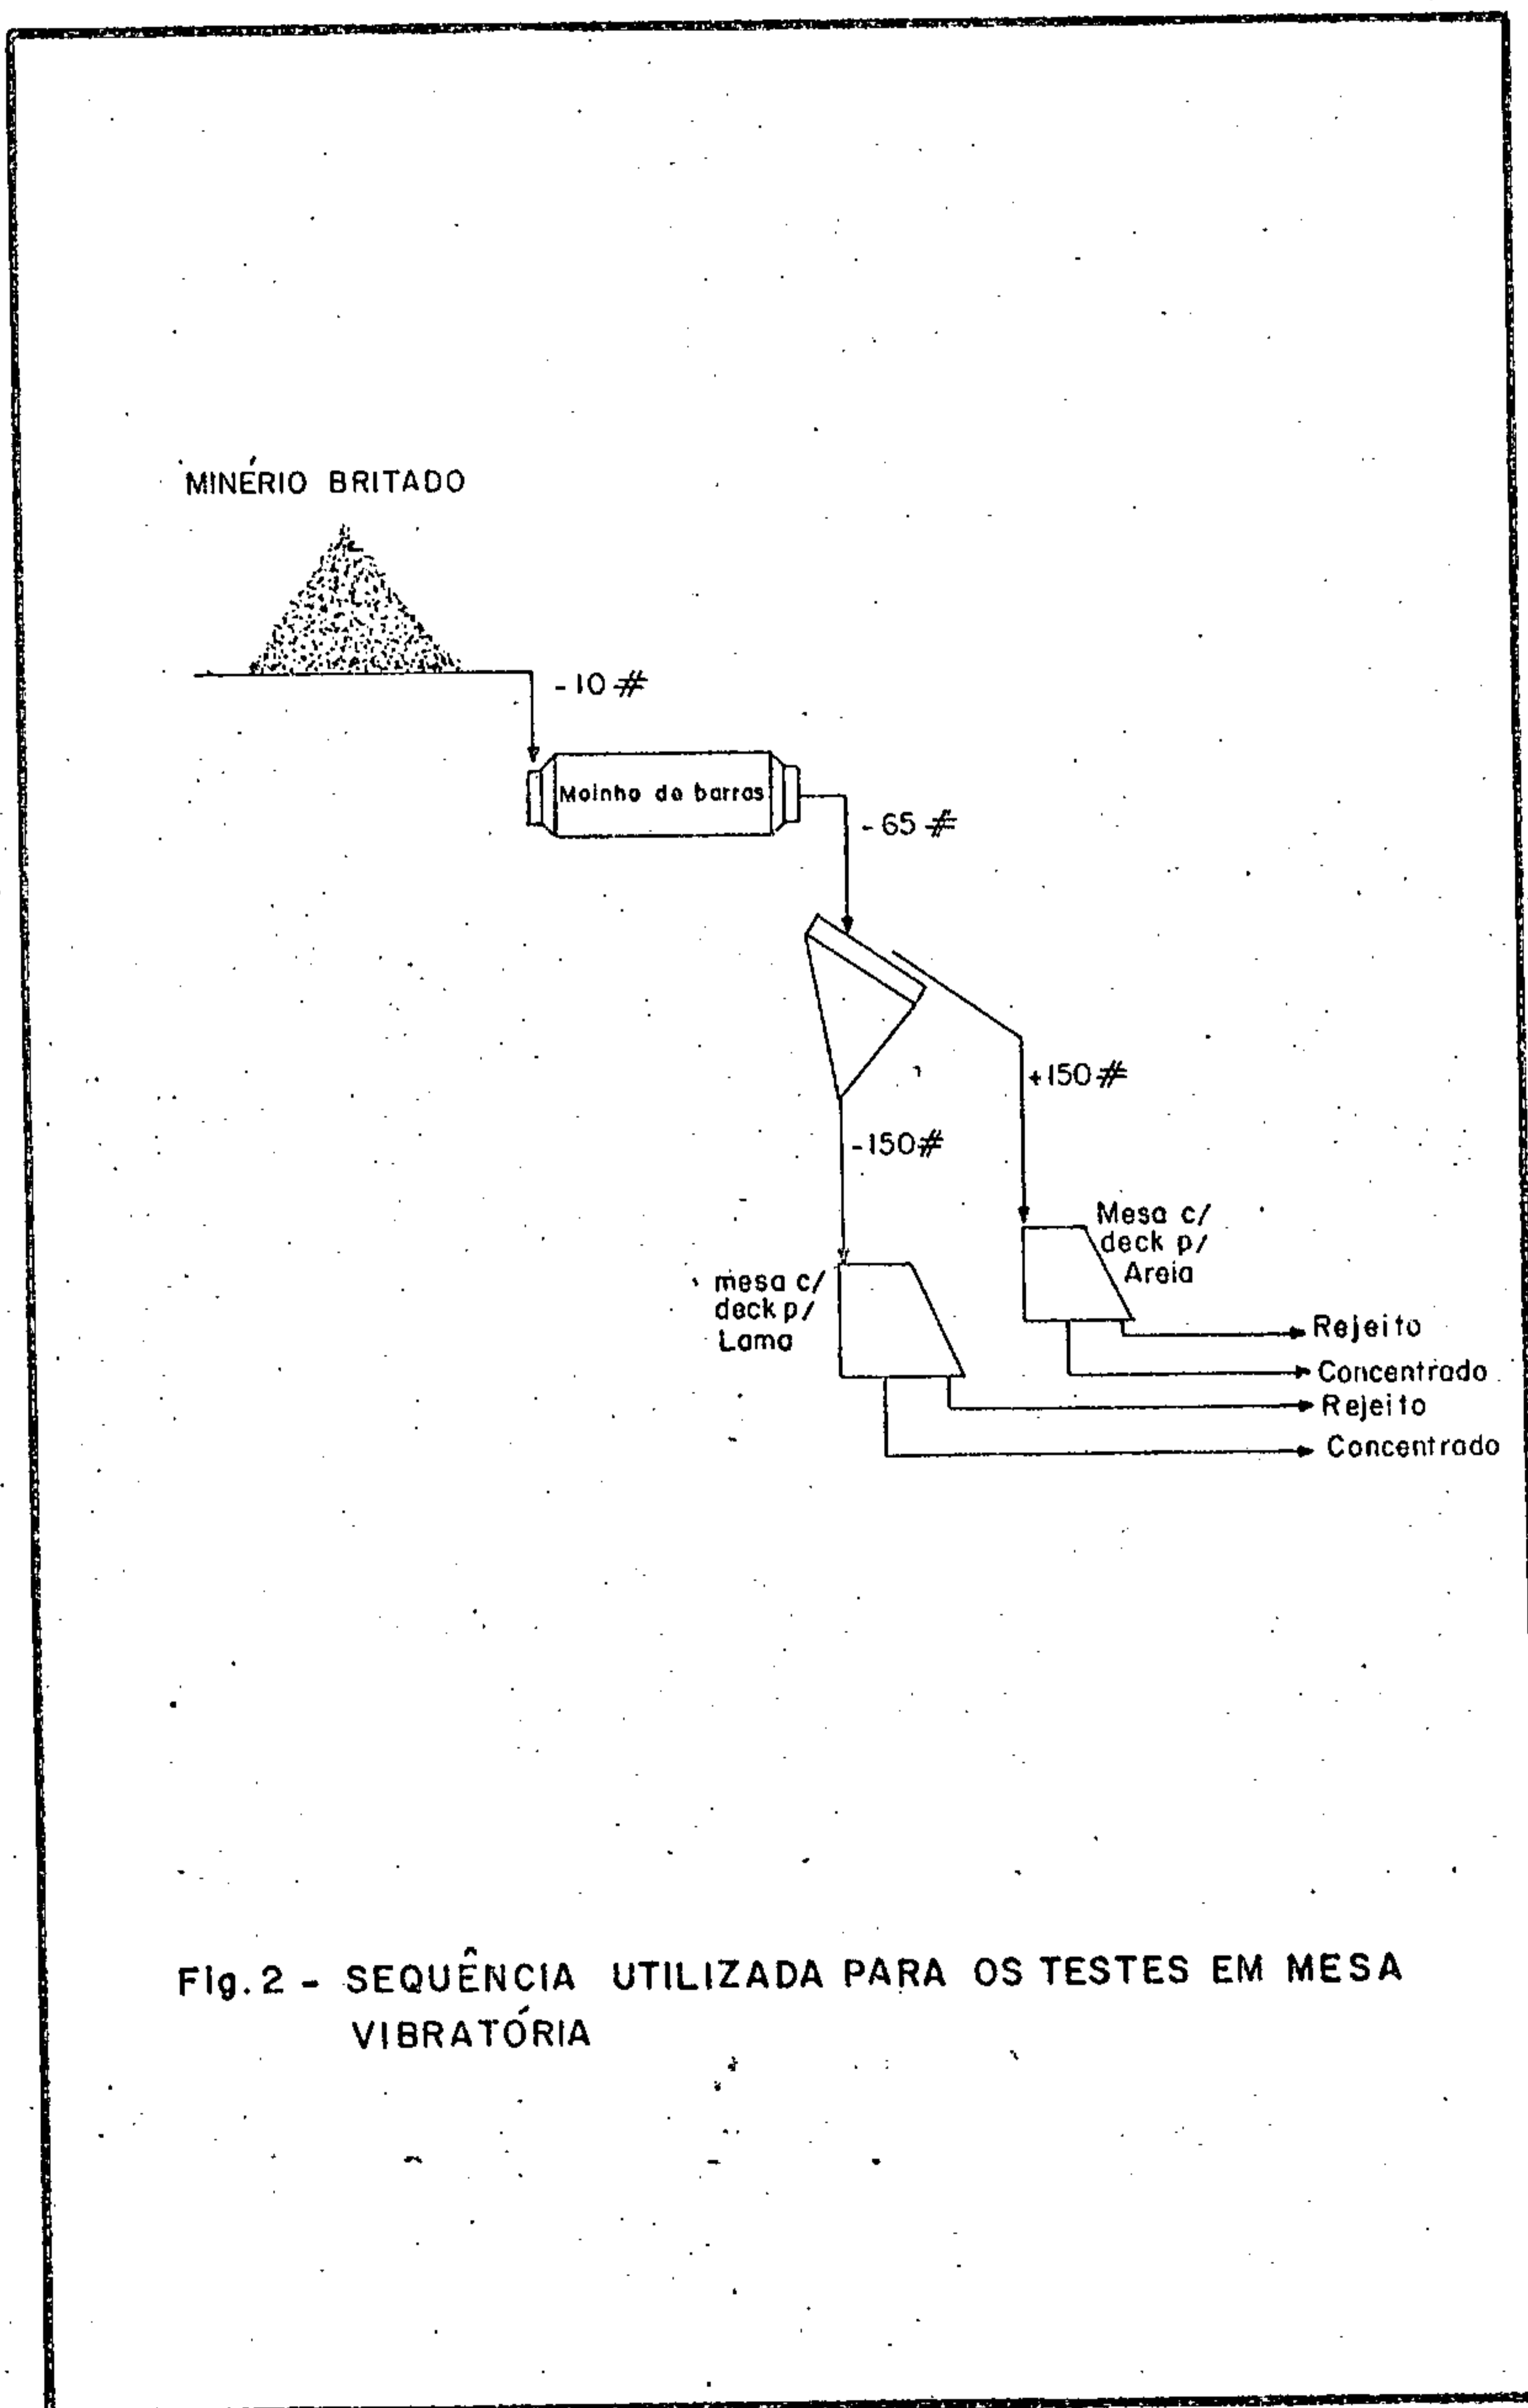 MINÉRIO BRITADO
-10#
Moinho de barras
-65#
+150#
-150#
Mesa c/
deck p/
Areia
mesa c/
deck p/
Lama
Rejeito
Concentrado
Rejeito
Concentrado
Fig. 2 - SEQUÊNCIA UTILIZADA PARA OS TESTES EM MESA
VIBRATÓRIA